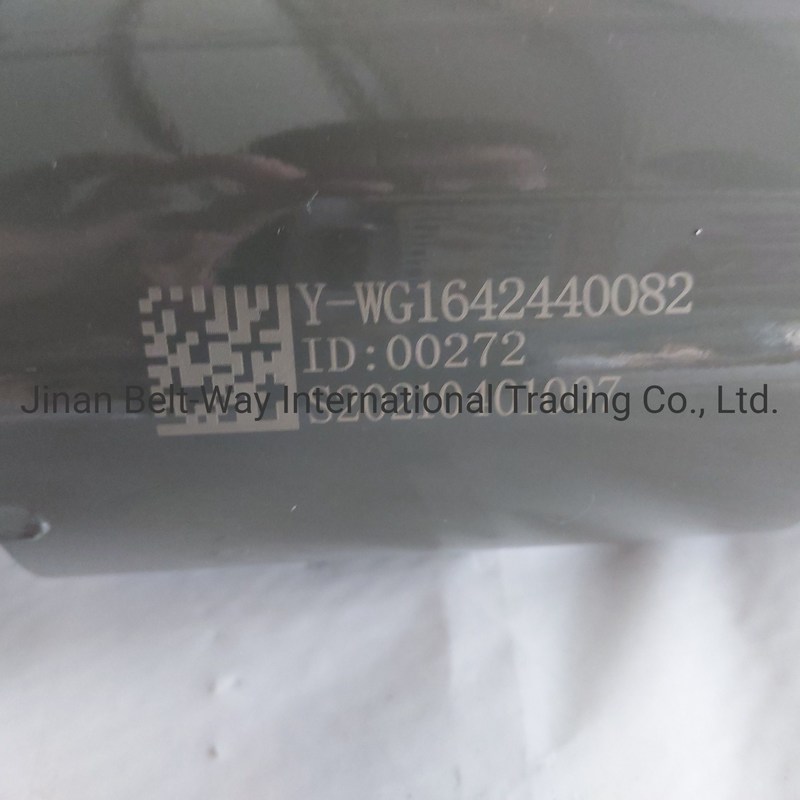 Y-WG1642440082
ID:00272
Jinan Belt-Way International Trading Co., Ltd.